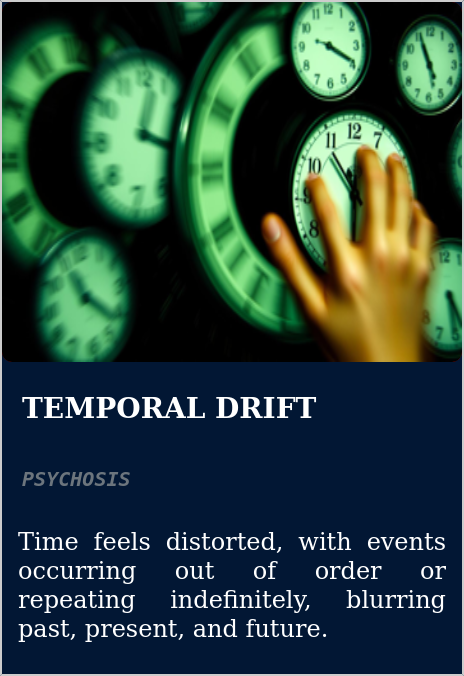 TEMPORAL DRIFT
PSYCHOSIS
Time feels distorted, with events
occurring out of order or
repeating indefinitely, blurring
past, present, and future.